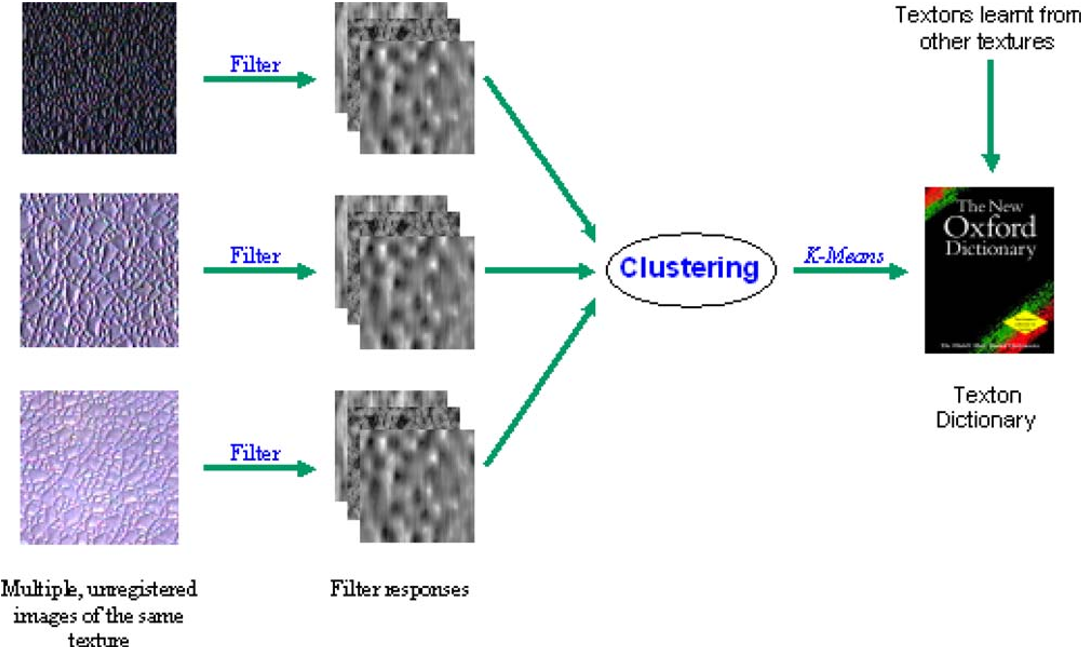 Textons learnt from
other textures
Filter
Filter
Filter
Clustering
K-Means
The New
Oxford
Dictionary
Texton
Dictionary
Multiple, unregistered
images of the same
texture
Filter responses